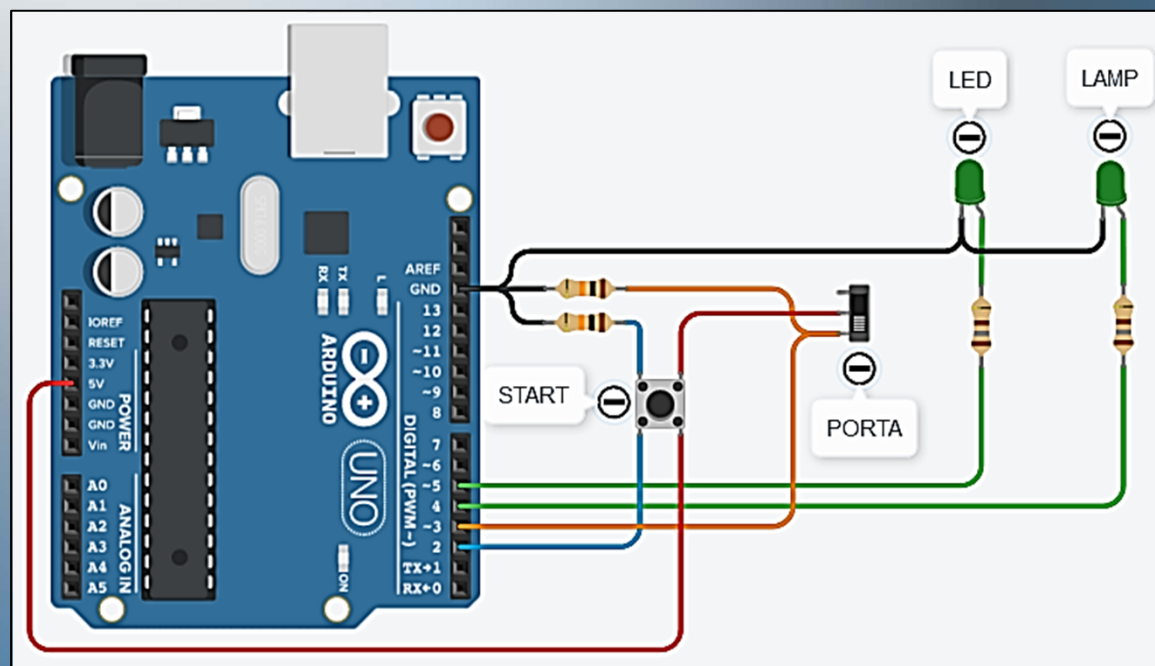 LED
LAMP
START
PORTA
AREF
GND
13
12
~11
~10
~9
8
7
~6
~5
4
~3
2
TX→1
RX←0
DIGITAL (PWM~)
IOREF
RESET
3.3V
5V
GND
GND
Vin
POWER
A0
A1
A2
A3
A4
A5
ANALOG IN
RX
TX
L
ARDUINO
UNO
ON